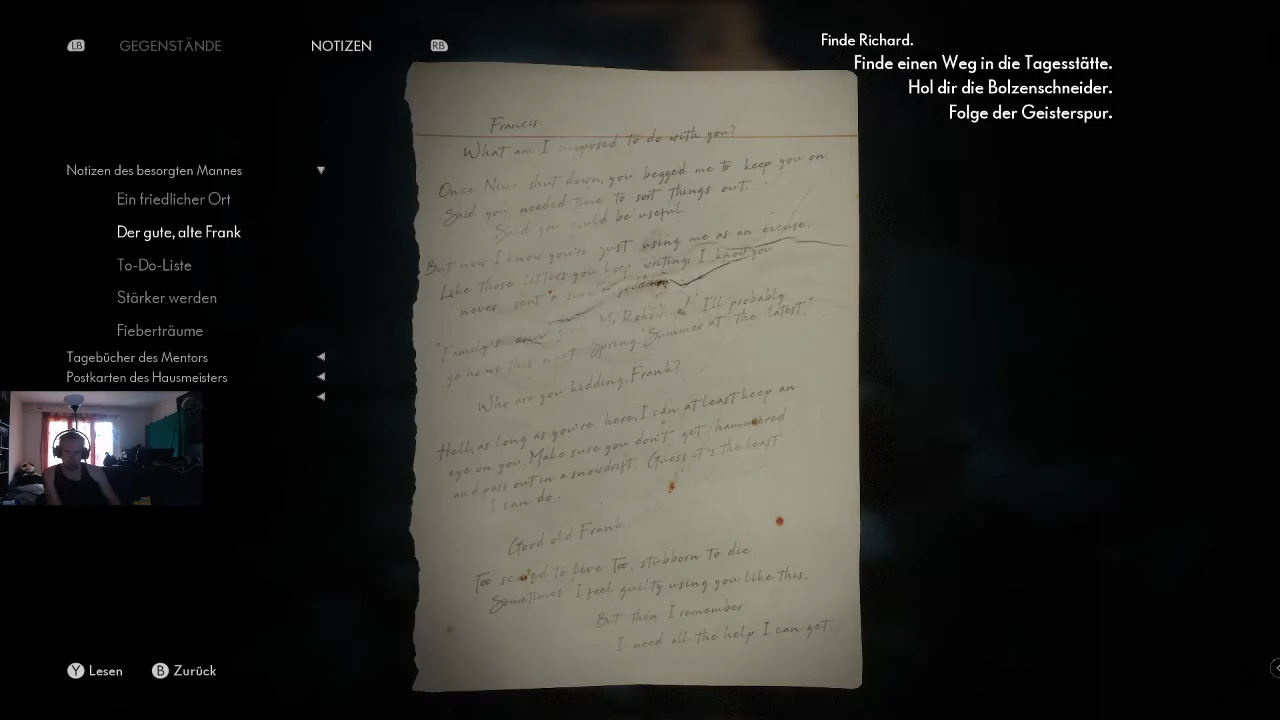 LB
GEGENSTÄNDE
NOTIZEN
RB
Finde Richard.
Finde einen Weg in die Tagesstätte.
Hol dir die Bolzenschneider.
Folge der Geisterspur.
Notizen des besorgten Mannes
Ein friedlicher Ort
Der gute, alte Frank
To-Do-Liste
Stärker werden
Fieberträume
Tagebücher des Mentors
Postkarten des Hausmeisters
Francis.
What am I supposed to do with you?
Once Niwa shut down, you begged me to keep you on.
Said you needed time to sort things out.
Said you could be useful.
But now I know you're just using me as an excuse.
Like those letters you keep writing. I know you
never sent a
"Family's M. I'll probably
go home this next Spring. Summer at the latest."
Who are you kidding, Frank?
Hell, as long as you're here, I can at least keep an
eye on you. Make sure you don't get hammered
and pass out in a snowdrift. Guess it's the least
I can do.
Good old Frank.
Too scared to live Too, stubborn To die.
Sometimes I feel guilty using you like this.
But then I remember
I need all the help I can get.
Y Lesen
B Zurück